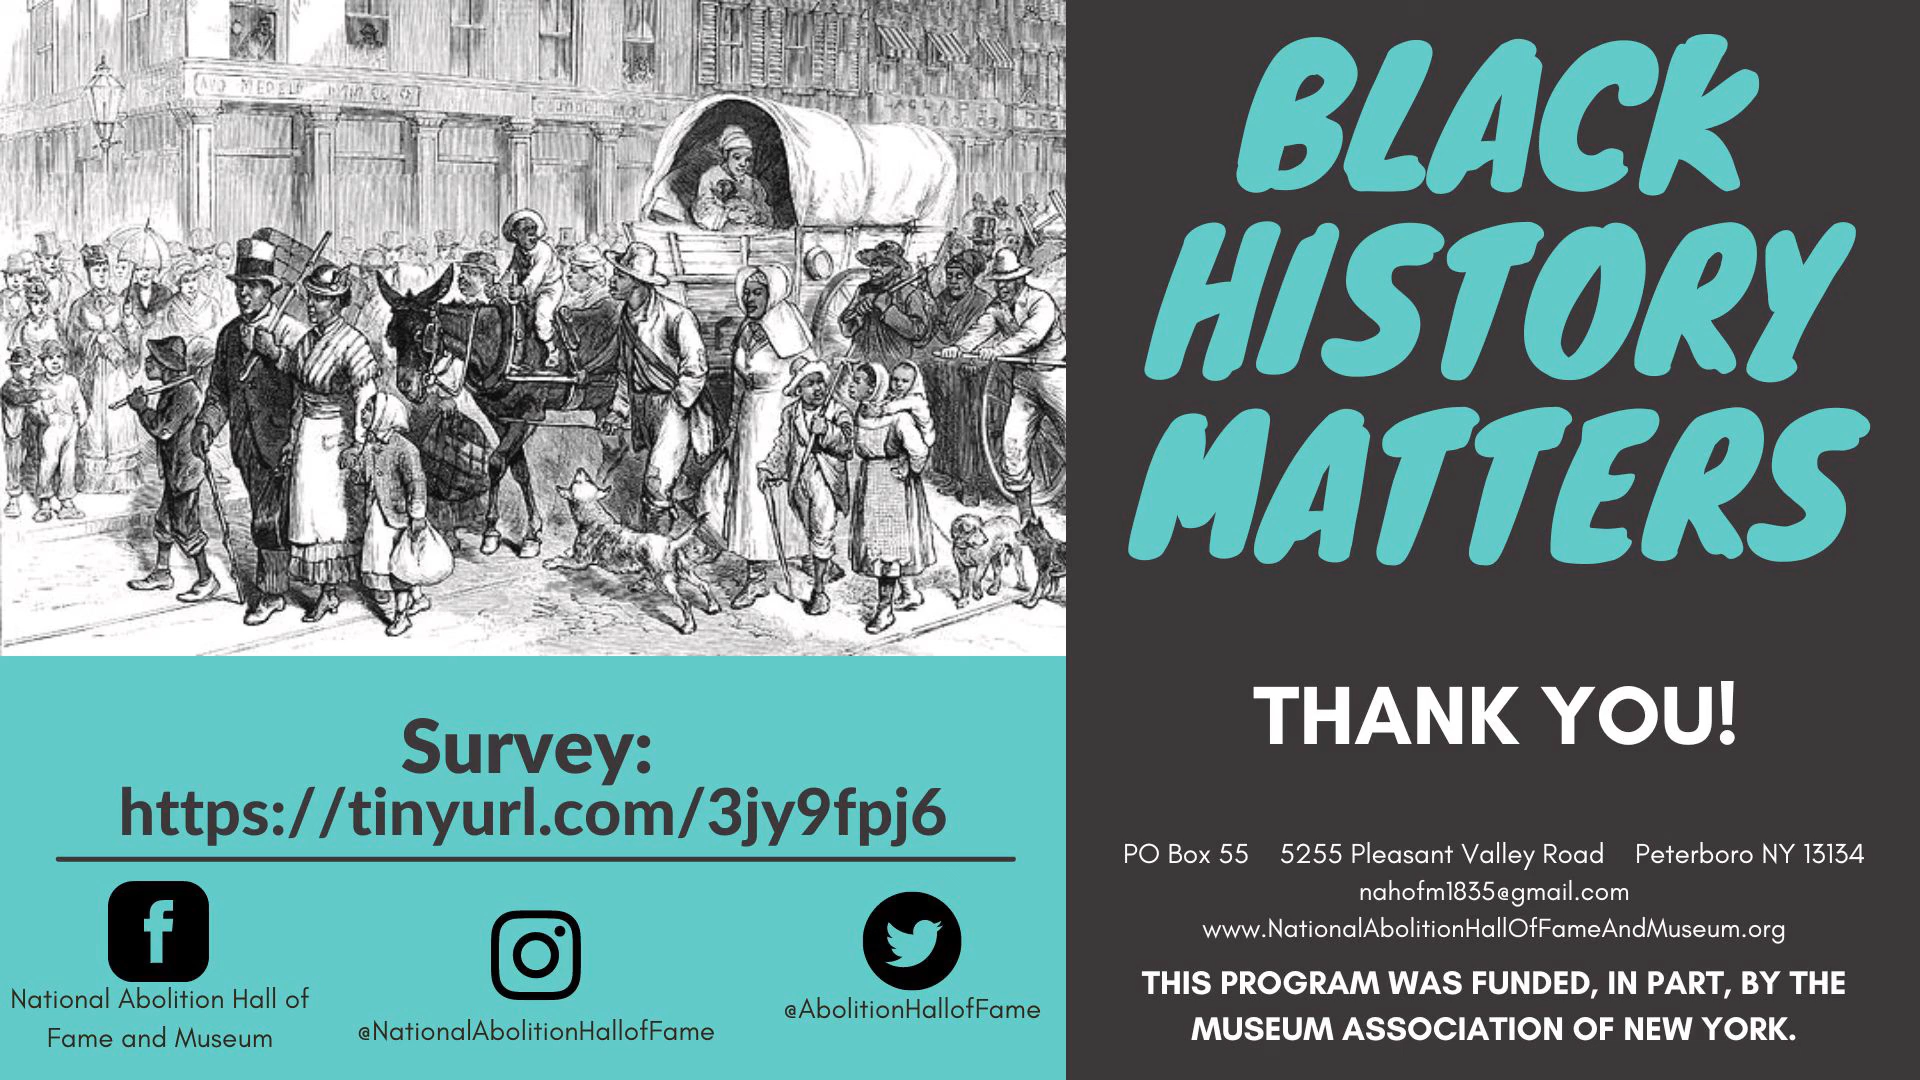 BLACK
HISTORY
MATTERS
THANK YOU!
Survey:
https://tinyurl.com/3jy9fpj6
National Abolition Hall of
Fame and Museum
@NationalAbolitionHallofFame
@AbolitionHallofFame
PO Box 55 5255 Pleasant Valley Road Peterboro NY 13134
nahofm1835@gmail.com
www.NationalAbolitionHallOfFameAndMuseum.org
THIS PROGRAM WAS FUNDED, IN PART, BY THE
MUSEUM ASSOCIATION OF NEW YORK.